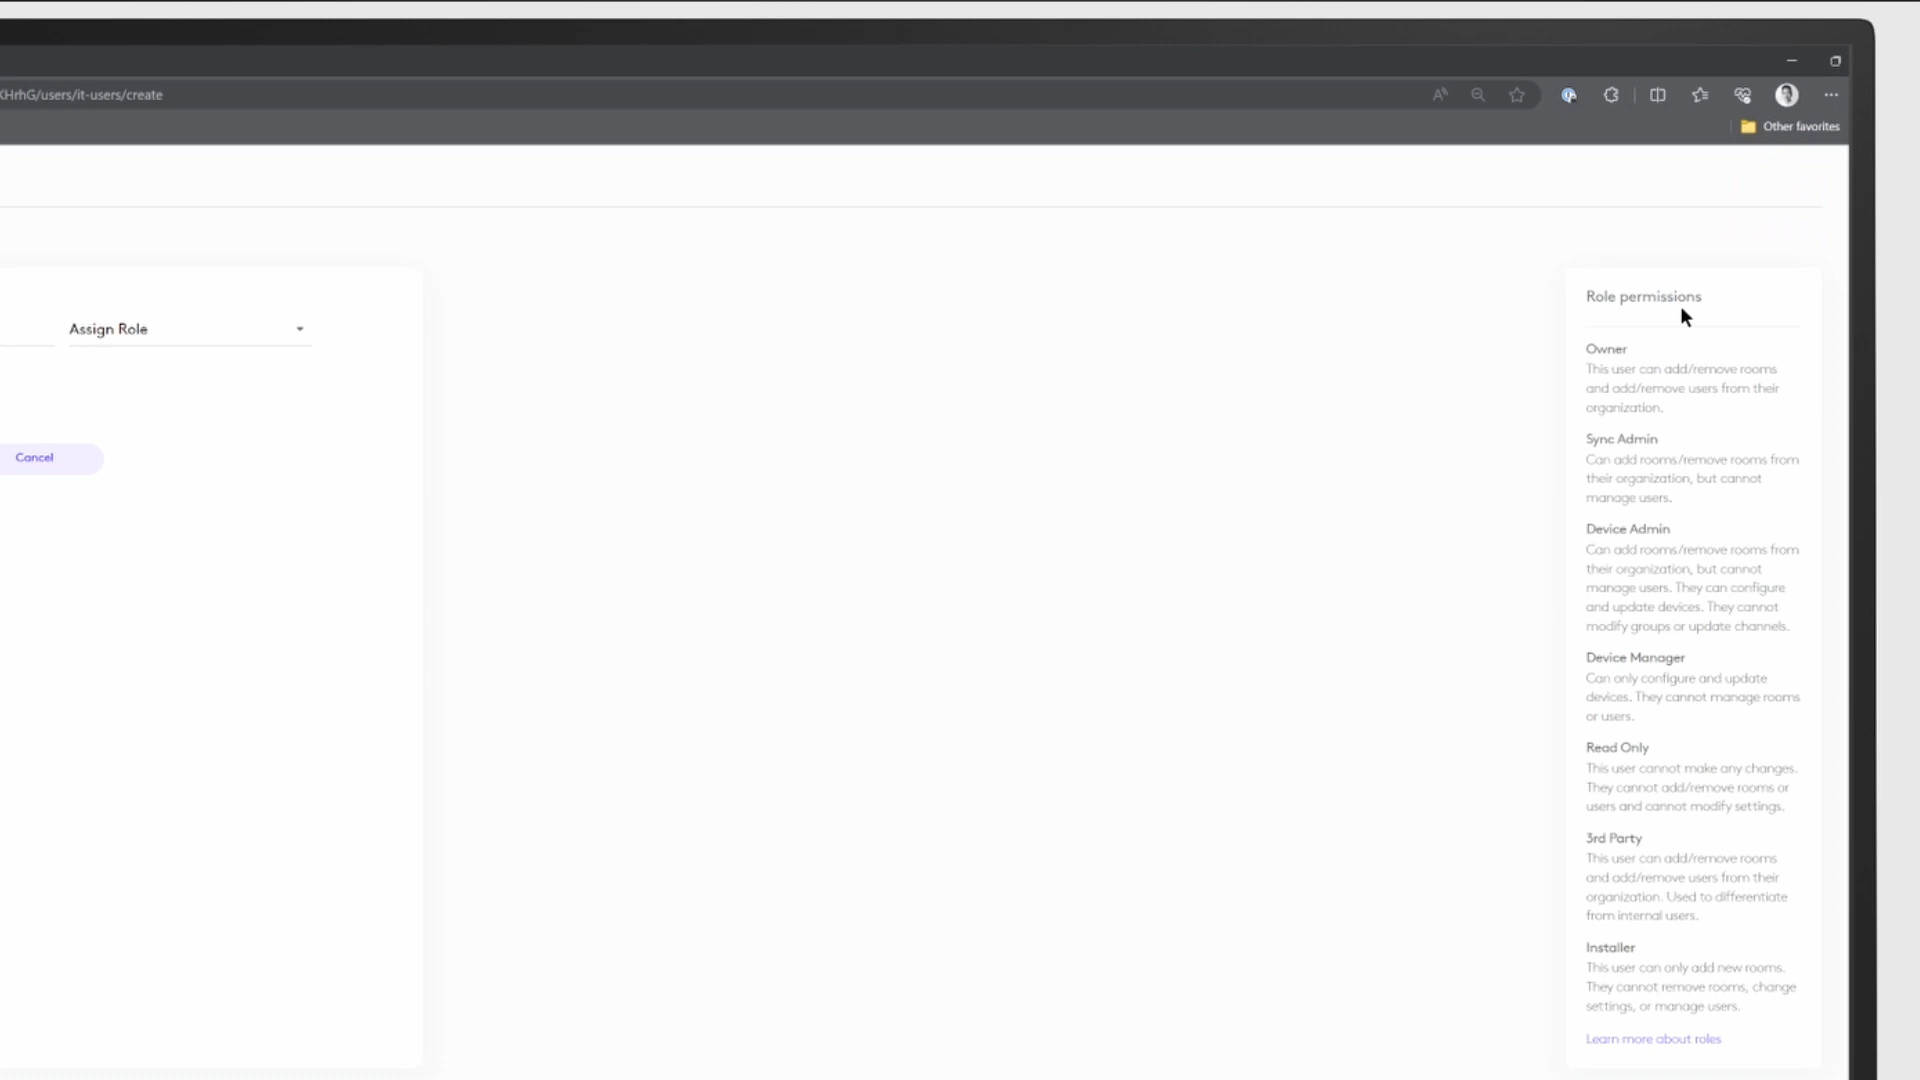 /users/it-users/create
Other favorites
Assign Role
Cancel
Role permissions
Owner
This user can add/remove rooms
and add/remove users from their
organization.
Sync Admin
Can add rooms/remove rooms from
their organization, but cannot
manage users.
Device Admin
Can add rooms/remove rooms from
their organization, but cannot
manage users. They can configure
and update devices. They cannot
modify groups or update channels.
Device Manager
Can only configure and update
devices. They cannot manage rooms
or users.
Read Only
This user cannot make any changes.
They cannot add/remove rooms or
users and cannot modify settings.
3rd Party
This user can add/remove rooms
and add/remove users from their
organization. Used to differentiate
from internal users.
Installer
This user can only add new rooms.
They cannot remove rooms, change
settings, or manage users.
Learn more about roles